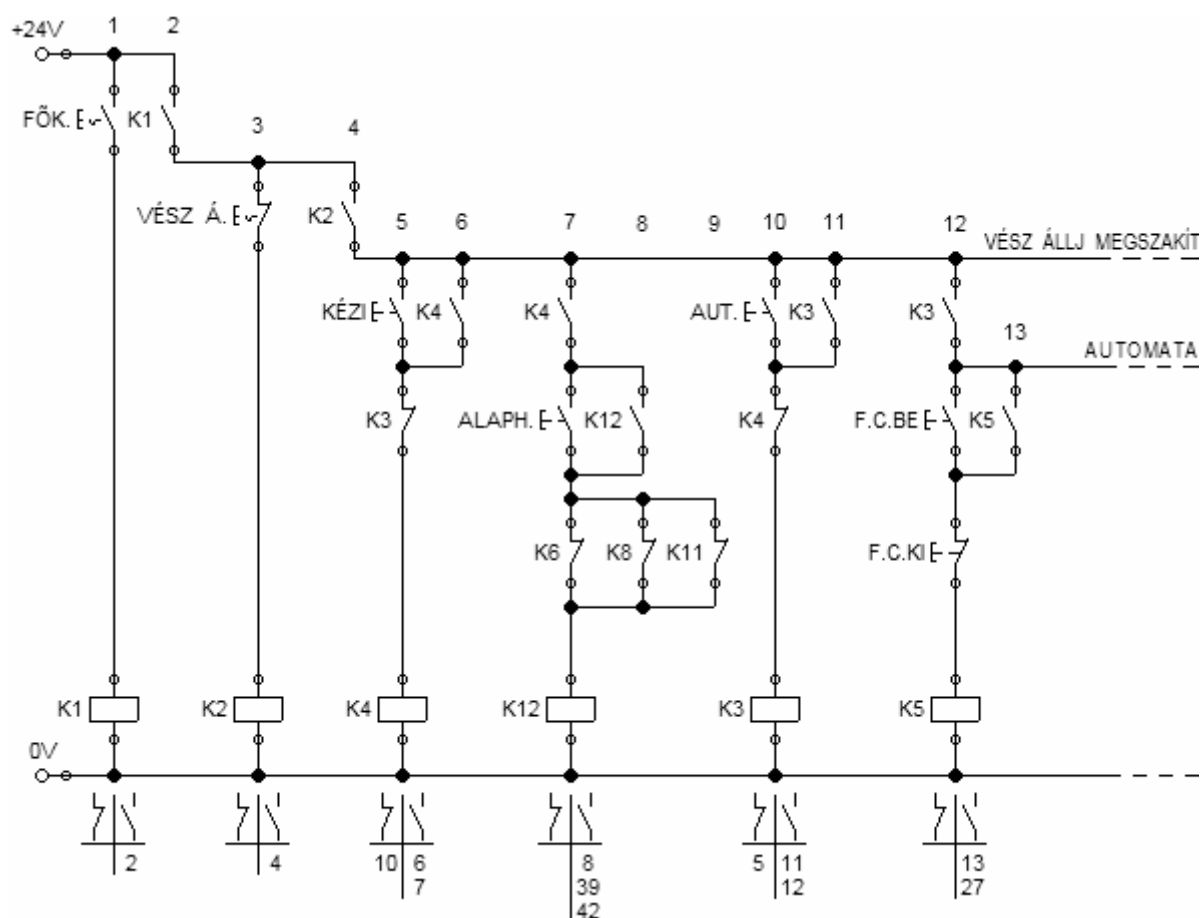 +24V 1 2
FŐK. K1 3 4
VÉSZ Á. K2 5 6 7 8 9 10 11 12 VÉSZ ÁLLJ MEGSZAKÍT
KÉZI K4 K4 AUT. K3 K3 13 AUTOMATA
K3 ALAPH. K12 K4 F.C.BE K5
K6 K8 K11 F.C.KI
K1 K2 K4 K12 K3 K5
0V
2 4 10 6 8 5 11 13
7 39 12 27
42